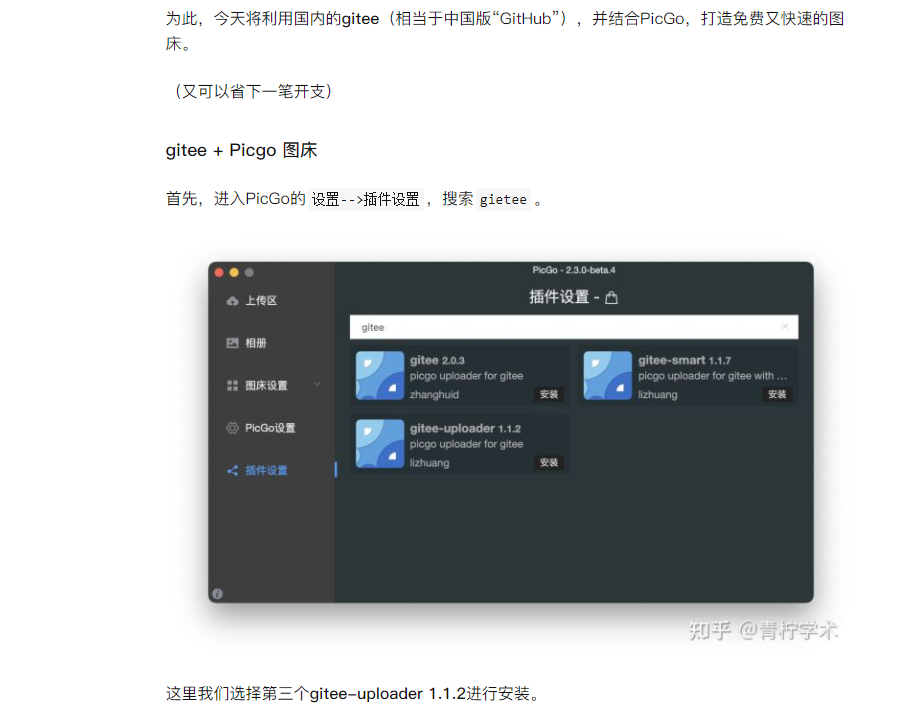 为此，今天将利用国内的gitee（相当于中国版“GitHub”），并结合PicGo，打造免费又快速的图
床。
（又可以省下一笔开支）
gitee + Picgo 图床
首先，进入PicGo的 设置-->插件设置 ，搜索 gietee 。
PicGo - 2.3.0-beta.4
插件设置 -
上传区
相册
图床设置
PicGo设置
插件设置
gitee
gitee 2.0.3
picgo uploader for gitee
zhanghuid
安装
gitee-smart 1.1.7
picgo uploader for gitee with ...
lizhuang
安装
gitee-uploader 1.1.2
picgo uploader for gitee
lizhuang
安装
知乎 @青柠学术
这里我们选择第三个gitee-uploader 1.1.2进行安装。